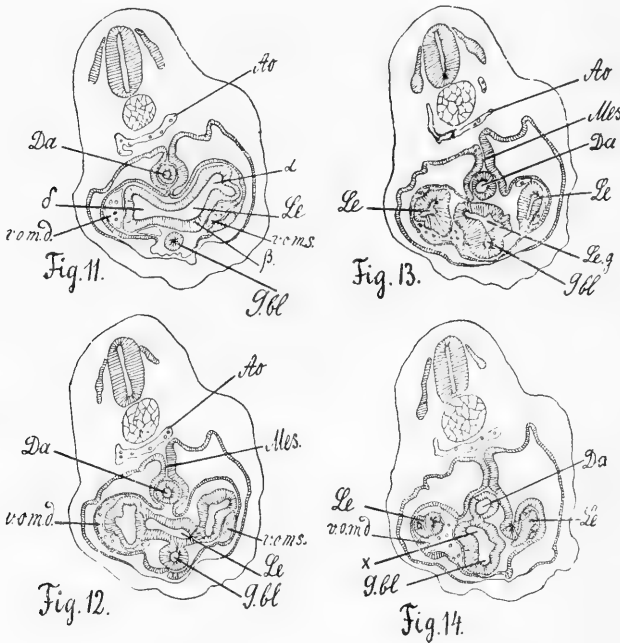 Ao
Da
α
δ
Le
v.o.m.d.
v.o.m.s.
β.
g.bl
Fig. 11.
Ao
Mes.
Da
Le
Le
Le.g
g.bl
Fig. 13.
Ao
Mes.
Da
v.o.m.d.
v.o.m.s.
Le
g.bl
Fig. 12.
Da
Le
Le
v.o.m.d
x
g.bl
Fig. 14.